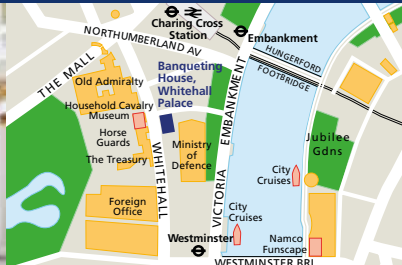 Charing Cross
Station
NORTHUMBERLAND AV
Embankment
HUNGERFORD
FOOTBRIDGE
THE MALL
Banqueting
House,
Whitehall
Palace
Old Admiralty
Household Cavalry
Museum
Horse
Guards
The Treasury
WHITEHALL
Ministry
of
Defence
VICTORIA EMBANKMENT
Jubilee
Gdns
City
Cruises
Foreign
Office
City
Cruises
Westminster
Namco
Funscape
WESTMINSTER BRI